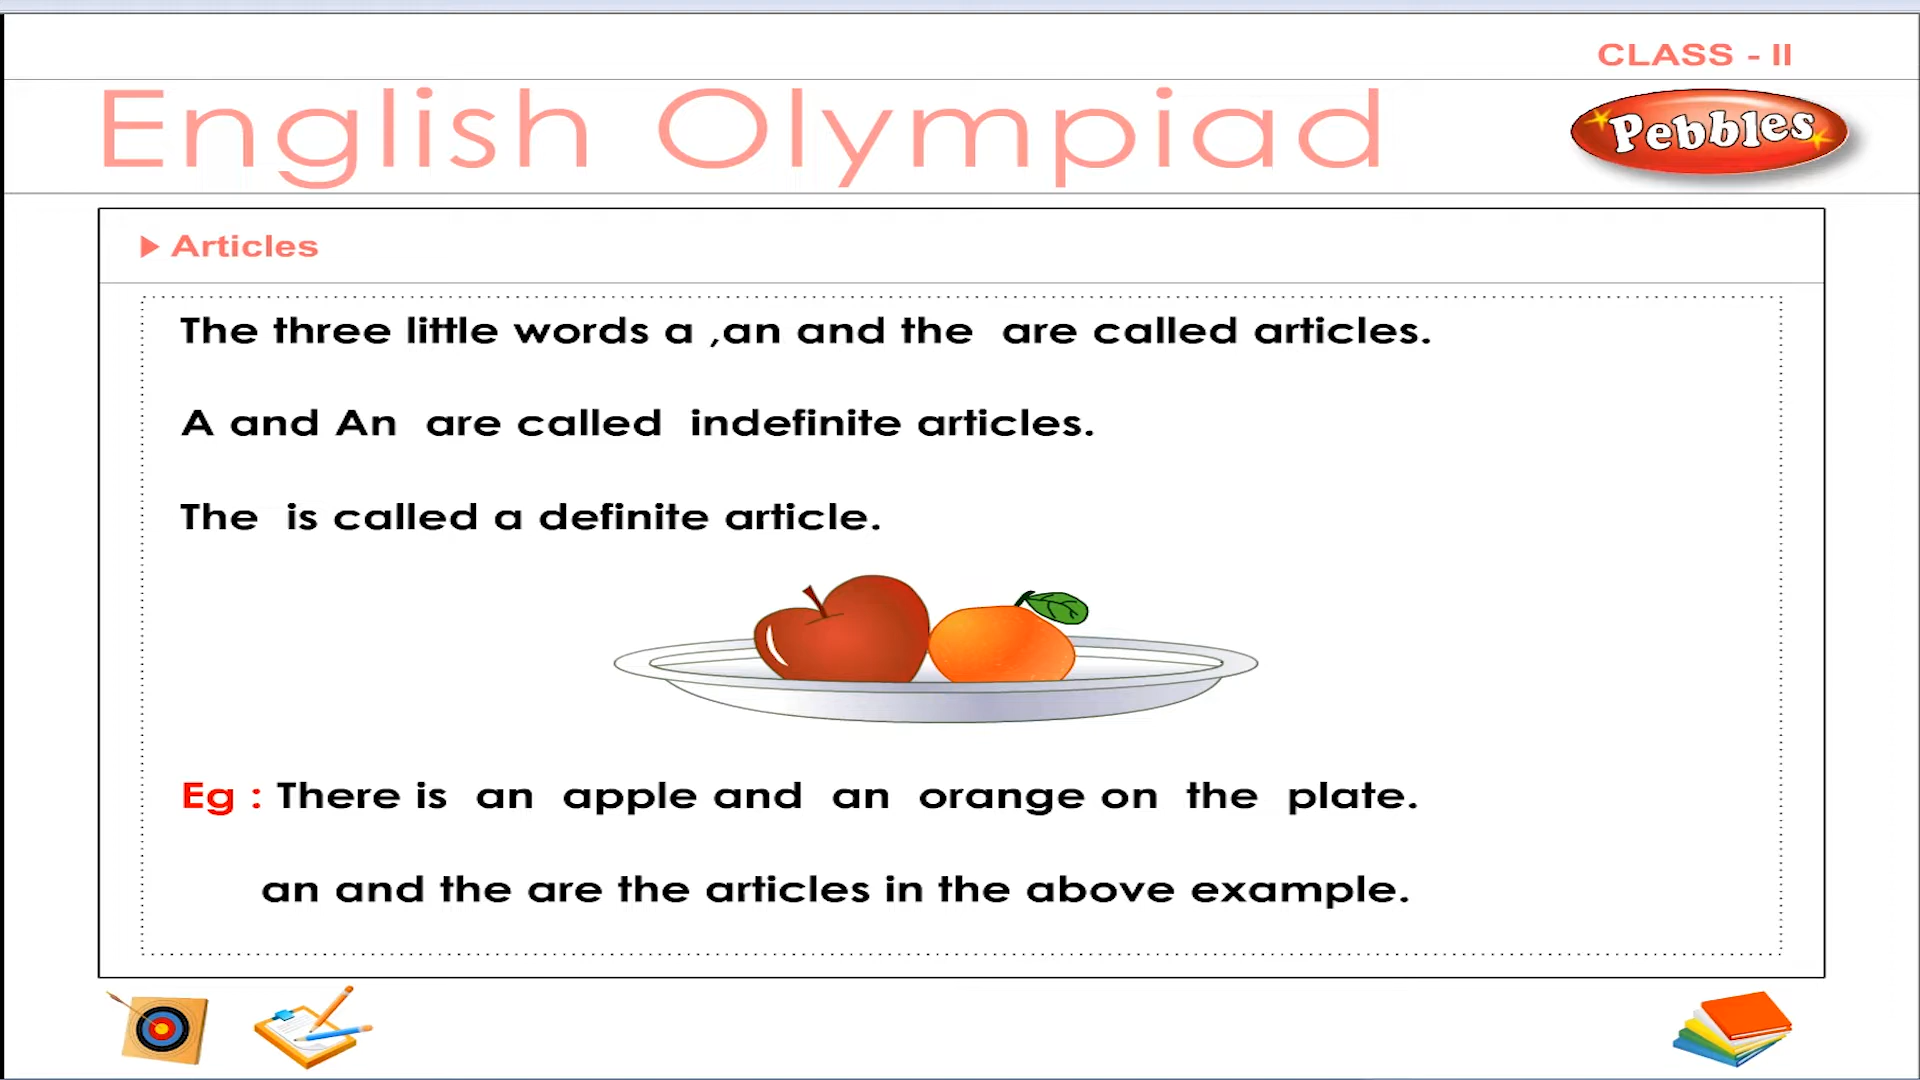 CLASS - II
English Olympiad
Pebbles
Articles
The three little words a ,an and the are called articles.
A and An are called indefinite articles.
The is called a definite article.
Eg : There is an apple and an orange on the plate.
an and the are the articles in the above example.